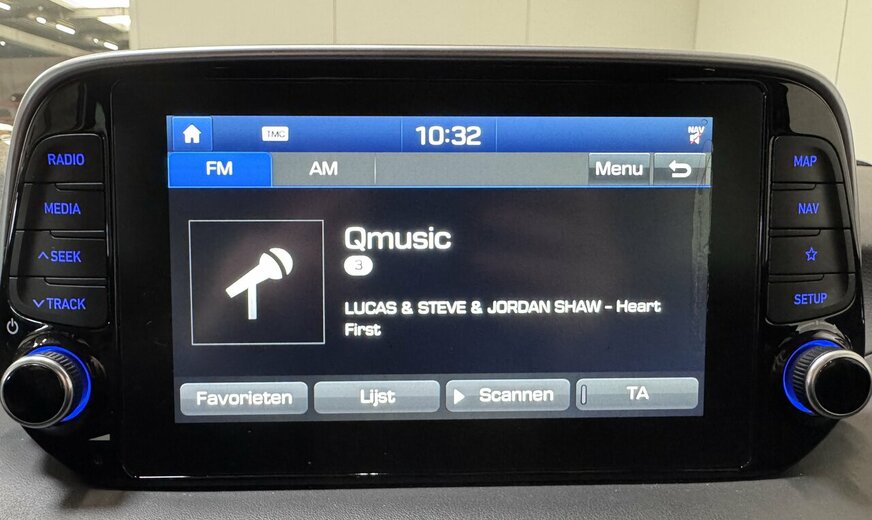 RADIO
MEDIA
SEEK
TRACK
TMC
10:32
NAV
FM
AM
Menu
Qmusic
3
LUCAS & STEVE & JORDAN SHAW - Heart
First
Favorieten
Lijst
Scannen
TA
MAP
NAV
SETUP